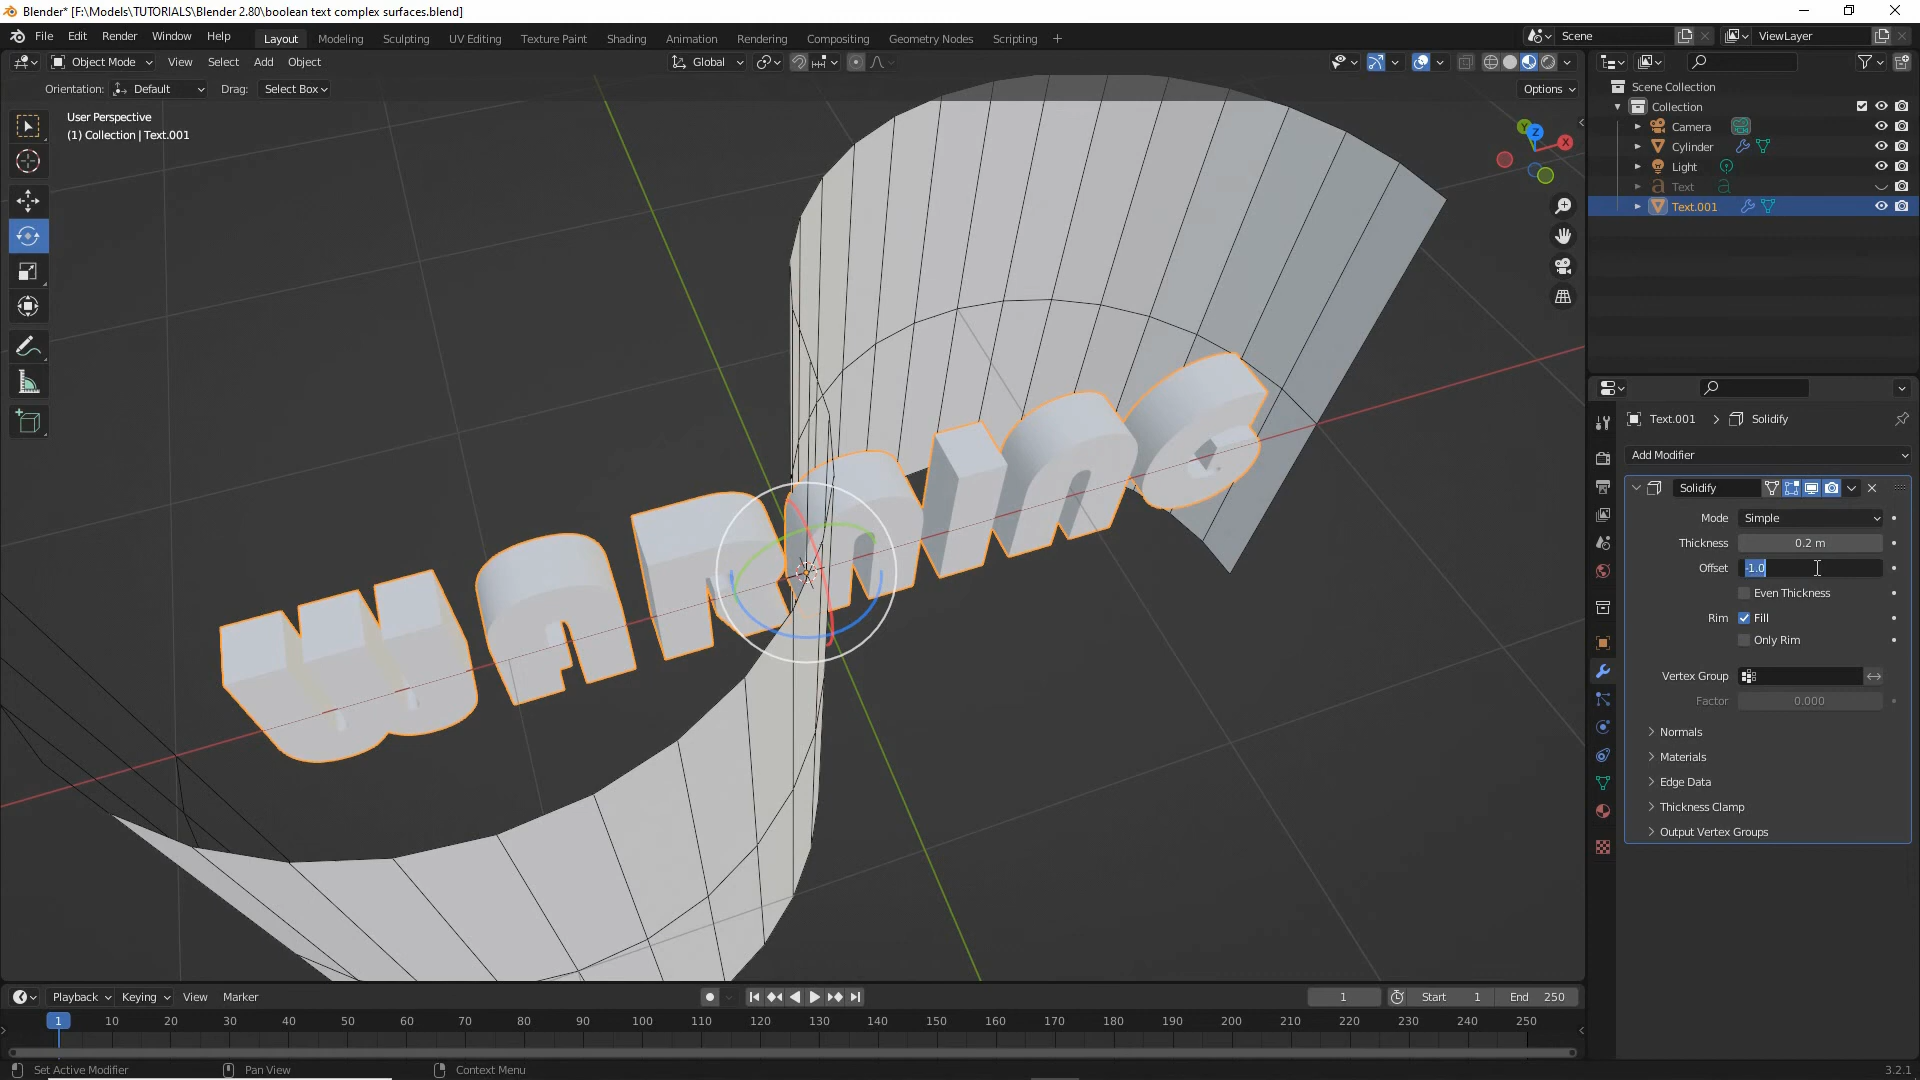 Blender* [F:\Models\TUTORIALS\Blender 2.80\boolean text complex surfaces.blend]
File Edit Render Window Help Layout Modeling Sculpting UV Editing Texture Paint Shading Animation Rendering Compositing Geometry Nodes Scripting + Scene ViewLayer
Object Mode View Select Add Object Global
Orientation: Default Drag: Select Box Options
User Perspective
(1) Collection | Text.001
Y Z X
warning
Scene Collection
Collection
Camera
Cylinder
Light
Text
Text.001
Text.001 > Solidify
Add Modifier
Solidify
Mode Simple
Thickness 0.2 m
Offset -1.0
Even Thickness
Rim Fill
Only Rim
Vertex Group
Factor 0.000
Normals
Materials
Edge Data
Thickness Clamp
Output Vertex Groups
Playback Keying View Marker 1 Start 1 End 250
1 10 20 30 40 50 60 70 80 90 100 110 120 130 140 150 160 170 180 190 200 210 220 230 240 250
Set Active Modifier Pan View Context Menu 3.2.1